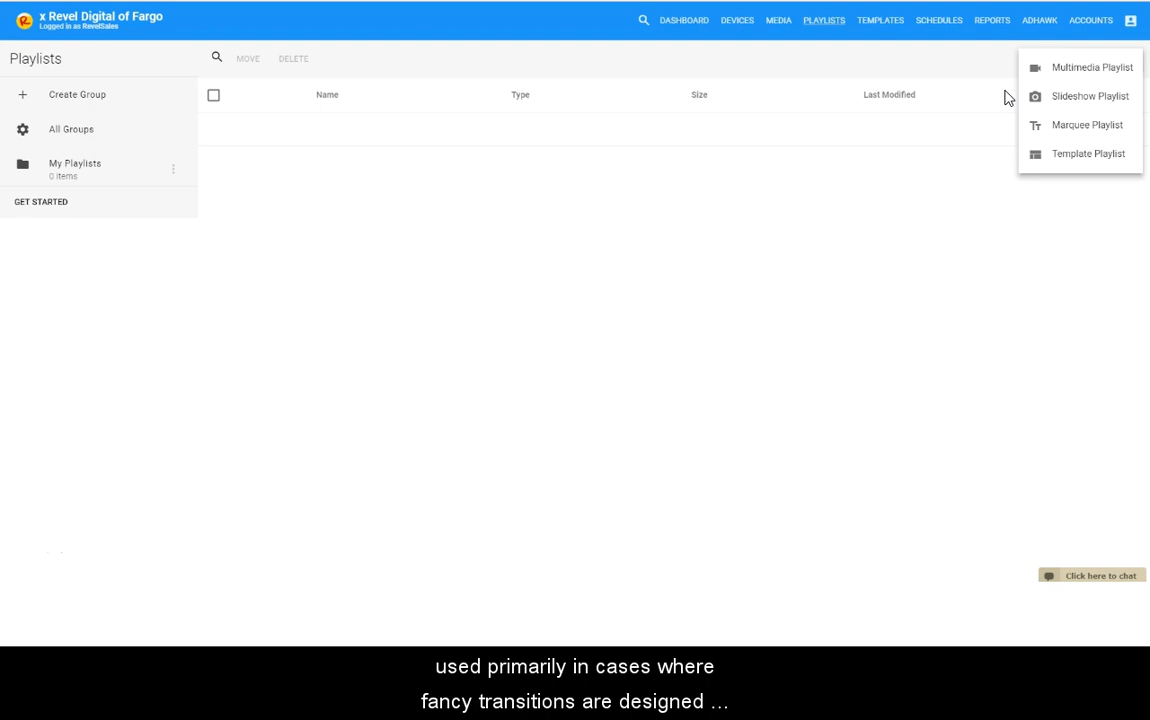 x Revel Digital of Fargo
Logged in as RevelSales
DASHBOARD DEVICES MEDIA PLAYLISTS TEMPLATES SCHEDULES REPORTS ADHAWK ACCOUNTS
Playlists
MOVE DELETE
Multimedia Playlist
Slideshow Playlist
Marquee Playlist
Template Playlist
Create Group
All Groups
My Playlists
0 items
GET STARTED
Name Type Size Last Modified
Click here to chat
used primarily in cases where
fancy transitions are designed ...